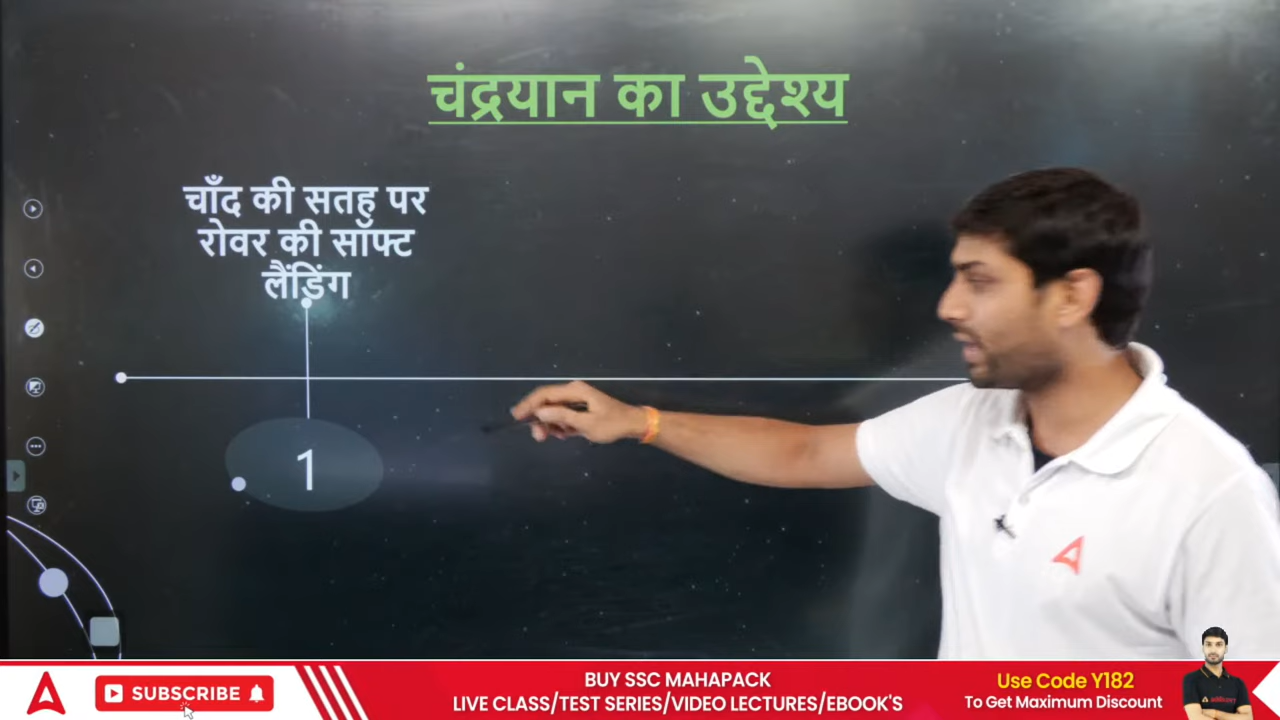 चंद्रयान का उद्देश्य
चाँद की सतह पर
रोवर की सॉफ्ट
लैंडिंग
1
SUBSCRIBE
BUY SSC MAHAPACK
LIVE CLASS/TEST SERIES/VIDEO LECTURES/EBOOK'S
Use Code Y182
To Get Maximum Discount